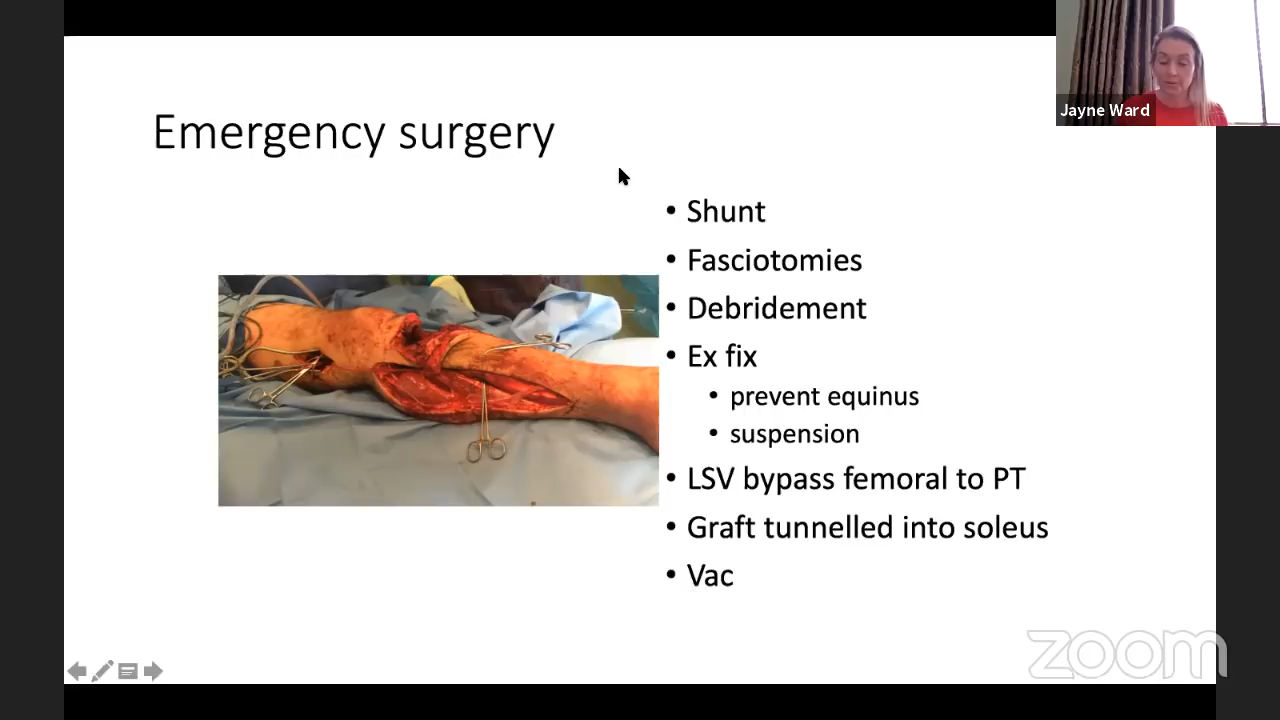 Jayne Ward
Emergency surgery
• Shunt
• Fasciotomies
• Debridement
• Ex fix
• prevent equinus
• suspension
• LSV bypass femoral to PT
• Graft tunnelled into soleus
• Vac
zoom